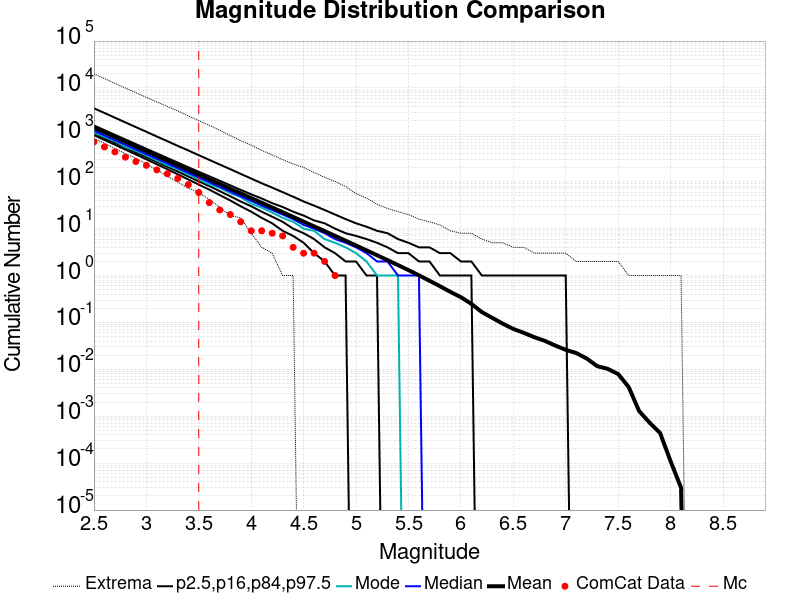 Magnitude Distribution Comparison
10^5
10^4
10^3
10^2
10^1
10^0
10^-1
10^-2
10^-3
10^-4
10^-5
Cumulative Number
2.5 3 3.5 4 4.5 5 5.5 6 6.5 7 7.5 8 8.5
Magnitude
Extrema p2.5,p16,p84,p97.5 Mode Median Mean ComCat Data Mc